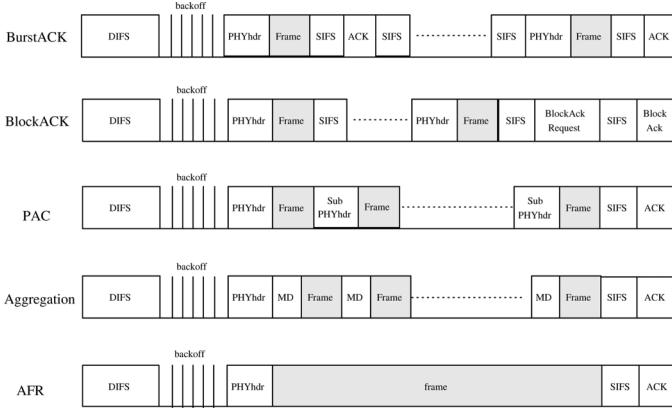 backoff
BurstACK DIFS PHYhdr Frame SIFS ACK SIFS SIFS PHYhdr Frame SIFS ACK
backoff
BlockACK DIFS PHYhdr Frame SIFS PHYhdr Frame SIFS BlockAck Request SIFS Block Ack
backoff
PAC DIFS PHYhdr Frame Sub PHYhdr Frame Sub PHYhdr Frame SIFS ACK
backoff
Aggregation DIFS PHYhdr MD Frame MD Frame MD Frame SIFS ACK
backoff
AFR DIFS PHYhdr frame SIFS ACK